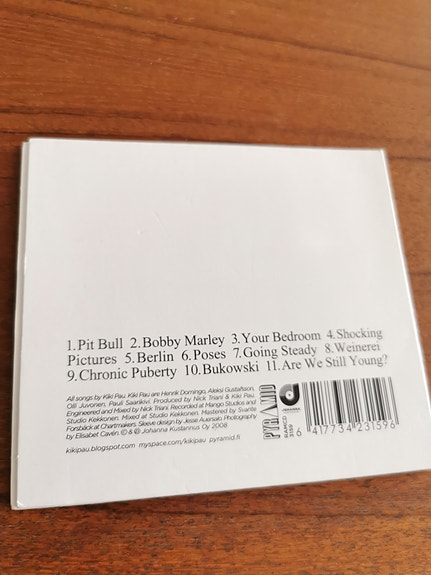 1.Pit Bull 2.Bobby Marley 3.Your Bedroom 4.Shocking
Pictures 5.Berlin 6.Poses 7.Going Steady 8.Weinerei
9.Chronic Puberty 10.Bukowski 11.Are We Still Young?
All songs by Kiki Pau. Kiki Pau are Henrik Domingo, Aleksi Gustafsson,
Olli Juvonen, Pauli Saarikivi. Produced by Nick Triani & Kiki Pau.
Engineered and Mixed by Nick Triani. Recorded at Mango Studios and
Studio Kekkonen. Mixed at Studio Kekkonen. Mastered by Svante
Forsbäck at Chartmakers. Sleeve design by Jesse Auersalo. Photography
by Elisabet Cavén. ℗ & © Johanna Kustannus Oy 2008
kikipau.blogspot.com myspace.com/kikipau pyramid.fi
PYRAMID
RAMCD
3159
6 417734 231596